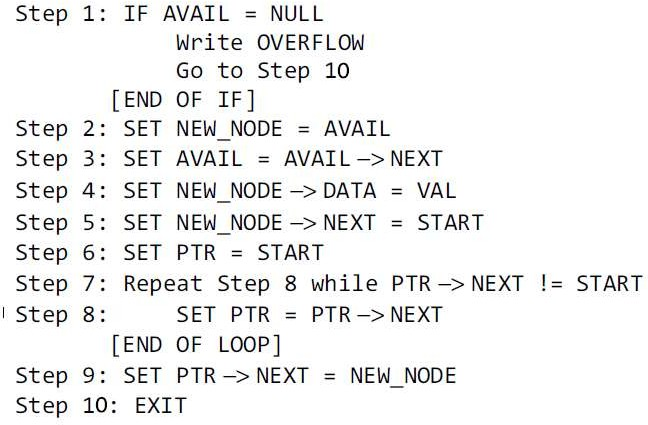 Step 1: IF AVAIL = NULL
Write OVERFLOW
Go to Step 10
[END OF IF]
Step 2: SET NEW_NODE = AVAIL
Step 3: SET AVAIL = AVAIL —> NEXT
Step 4: SET NEW_NODE —> DATA = VAL
Step 5: SET NEW_NODE —> NEXT = START
Step 6: SET PTR = START
Step 7: Repeat Step 8 while PTR —> NEXT != START
Step 8: SET PTR = PTR —> NEXT
[END OF LOOP]
Step 9: SET PTR —> NEXT = NEW_NODE
Step 10: EXIT